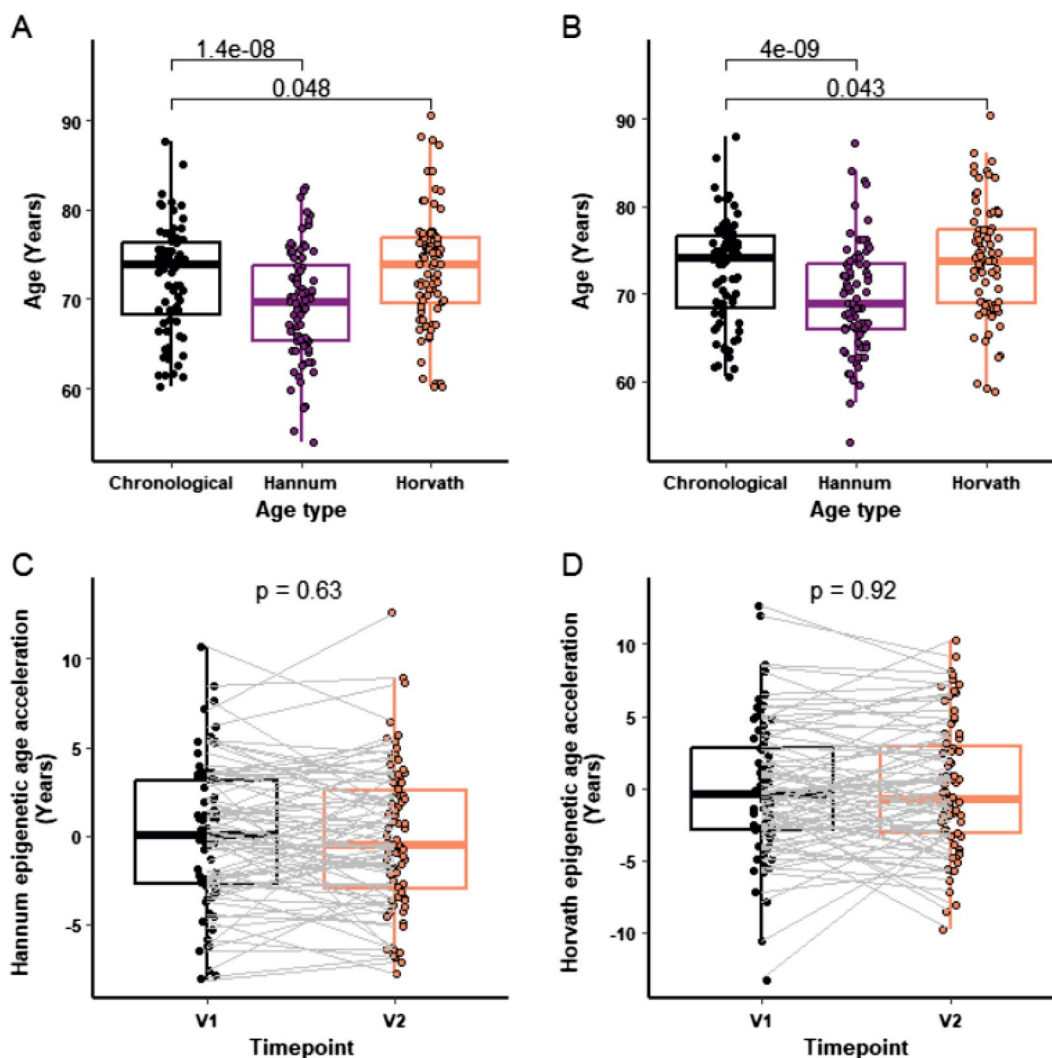 A
1.4e-08
0.048
90
80
70
60
Age (Years)
Chronological Hannum Horvath
Age type
B
4e-09
0.043
90
80
70
60
Age (Years)
Chronological Hannum Horvath
Age type
C
p = 0.63
10
5
0
-5
Hannum epigenetic age acceleration
(Years)
V1 V2
Timepoint
D
p = 0.92
10
5
0
-5
-10
Horvath epigenetic age acceleration
(Years)
V1 V2
Timepoint